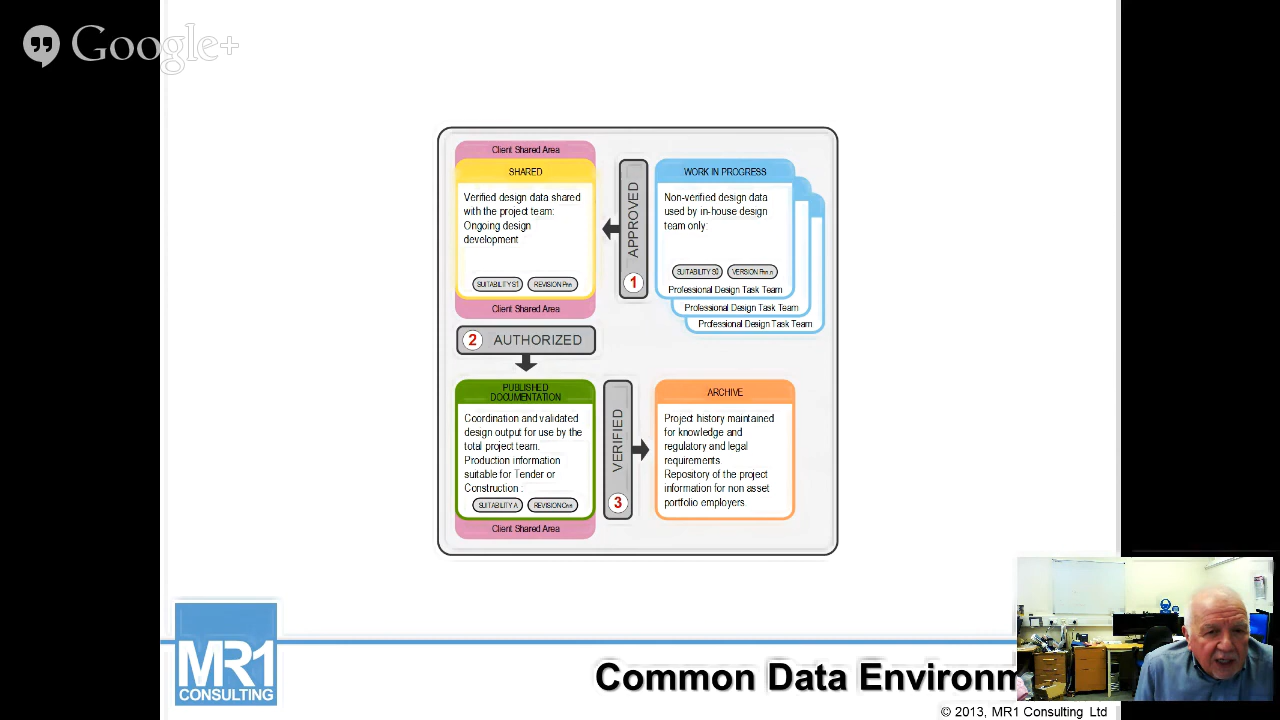 Google+
Client Shared Area
SHARED
Verified design data shared
with the project team:
Ongoing design
development
SUITABILITY S1 REVISION Pnn
Client Shared Area
APPROVED
1
WORK IN PROGRESS
Non-verified design data
used by in-house design
team only:
SUITABILITY S0 VERSION Pnn.n
Professional Design Task Team
Professional Design Task Team
Professional Design Task Team
2 AUTHORIZED
PUBLISHED
DOCUMENTATION
Coordination and validated
design output for use by the
total project team.
Production information
suitable for Tender or
Construction :
SUITABILITY A REVISION Cnn
Client Shared Area
VERIFIED
3
ARCHIVE
Project history maintained
for knowledge and
regulatory and legal
requirements
Repository of the project
information for non asset
portfolio employers.
MR1
CONSULTING
Common Data Environm
© 2013, MR1 Consulting Ltd